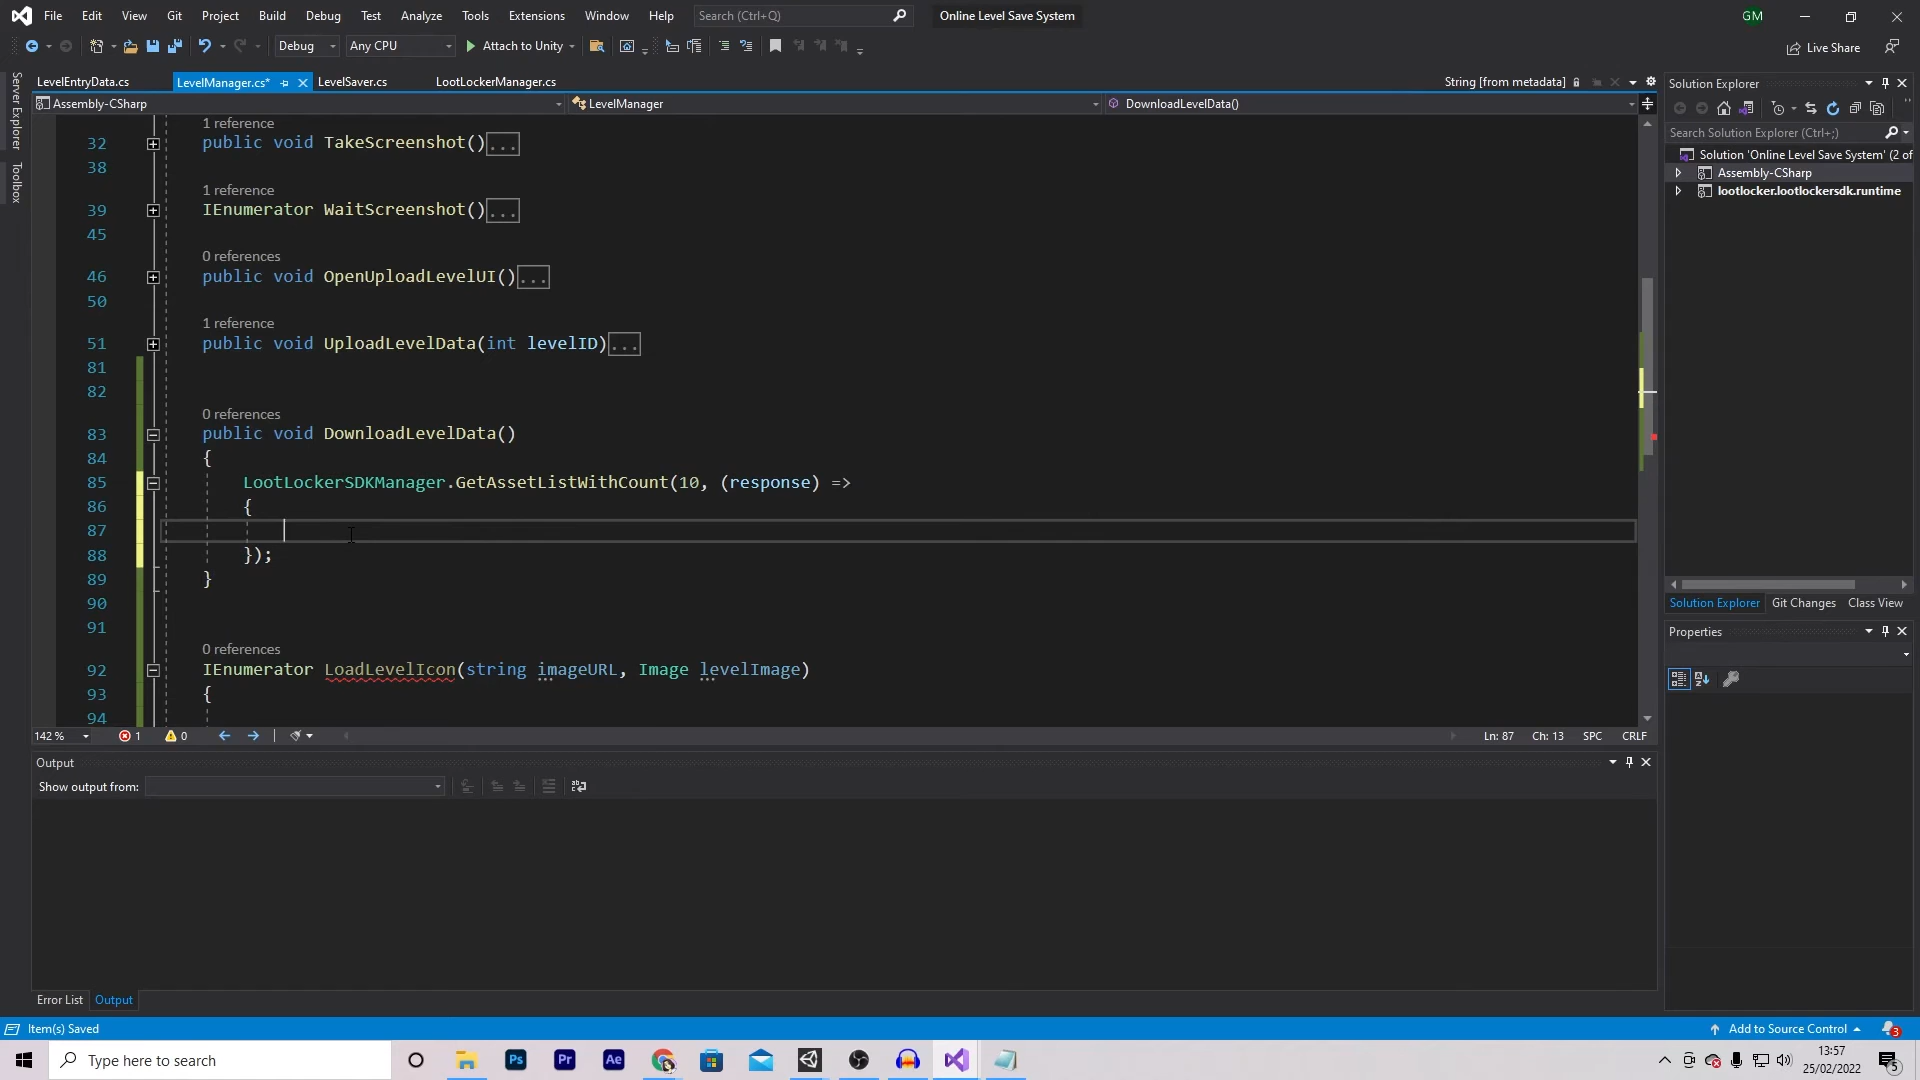 File Edit View Git Project Build Debug Test Analyze Tools Extensions Window Help Search (Ctrl+Q) Online Level Save System GM
Debug Any CPU Attach to Unity Live Share
Server Explorer
Toolbox
LevelEntryData.cs LevelManager.cs* LevelSaver.cs LootLockerManager.cs String [from metadata]
Assembly-CSharp LevelManager DownloadLevelData()
1 reference
32 public void TakeScreenshot()...
38
1 reference
39 IEnumerator WaitScreenshot()...
45
0 references
46 public void OpenUploadLevelUI()...
50
1 reference
51 public void UploadLevelData(int levelID)...
81
82
0 references
83 public void DownloadLevelData()
84 {
85 LootLockerSDKManager.GetAssetListWithCount(10, (response) =>
86 {
87
88 });
89 }
90
91
0 references
92 IEnumerator LoadLevelIcon(string imageURL, Image levelImage)
93 {
94
142 % 1 0 Ln: 87 Ch: 13 SPC CRLF
Output
Show output from:
Error List Output
Solution Explorer
Search Solution Explorer (Ctrl+;)
Solution 'Online Level Save System' (2 of
Assembly-CSharp
lootlocker.lootlockersdk.runtime
Solution Explorer Git Changes Class View
Properties
Item(s) Saved Add to Source Control 3
Type here to search Ps Pr Ae 13:57
25/02/2022 5